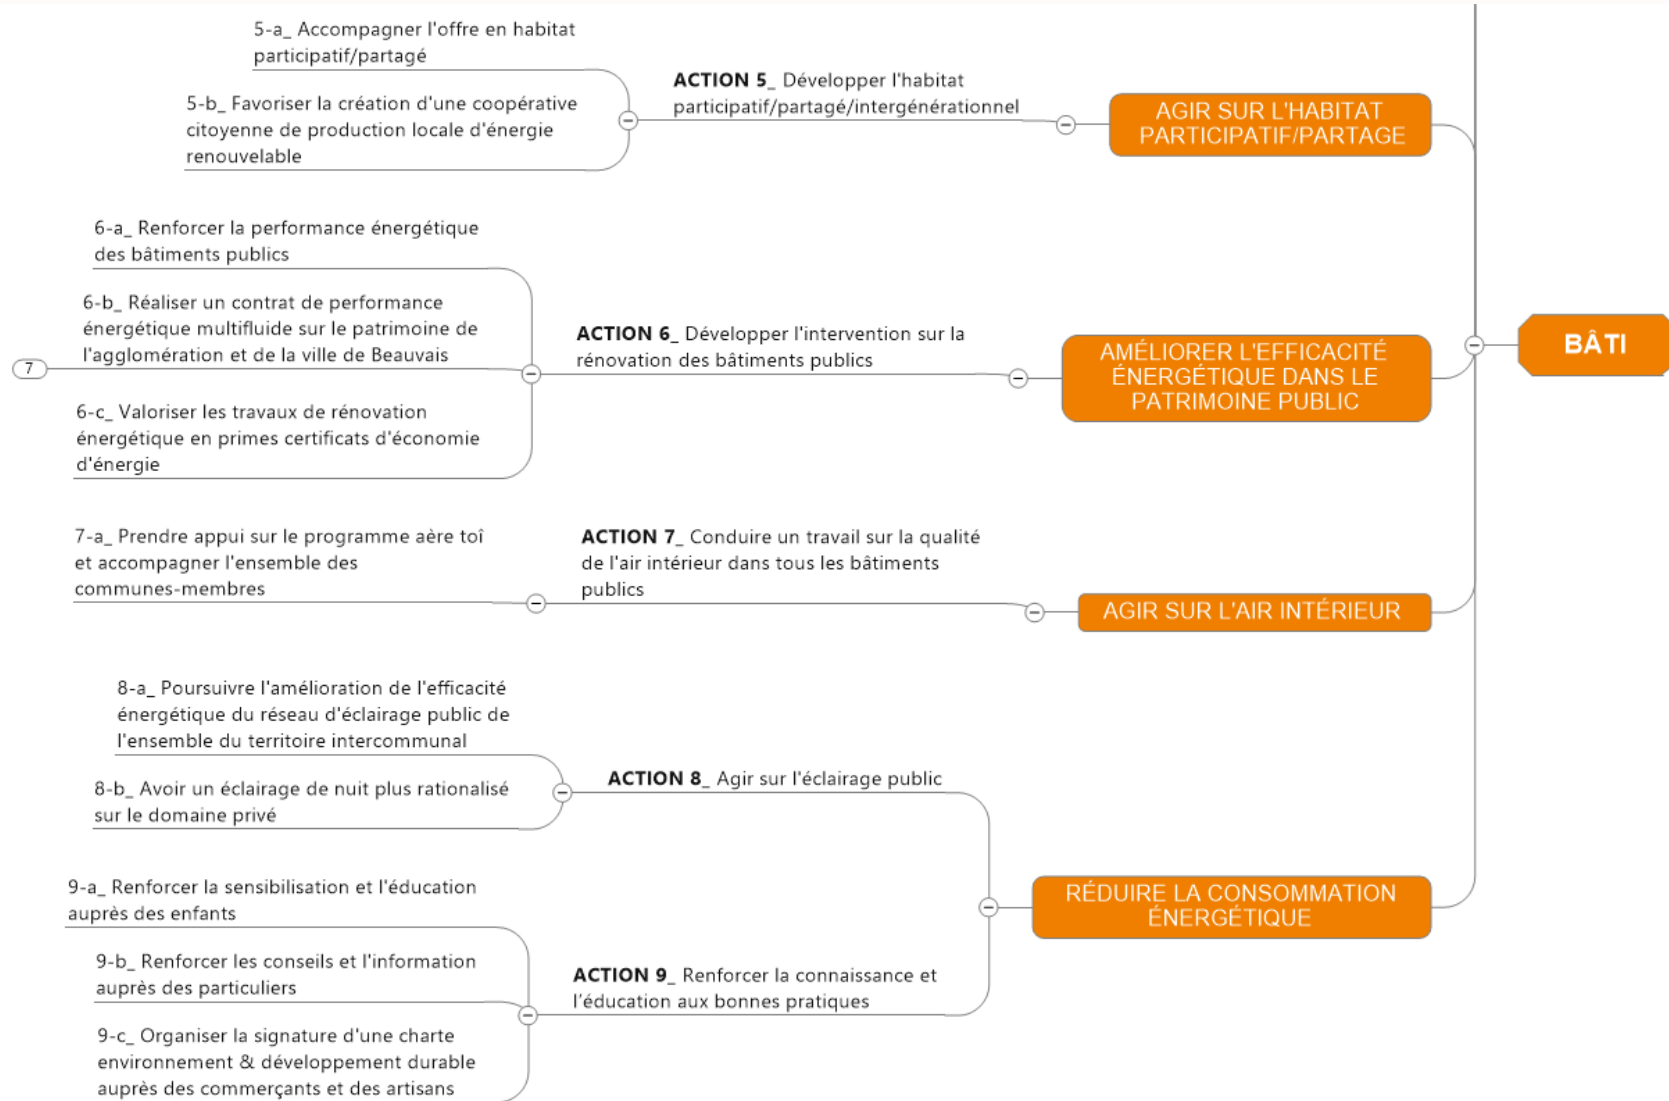 5-a_ Accompagner l'offre en habitat
participatif/partagé
5-b_ Favoriser la création d'une coopérative
citoyenne de production locale d'énergie
renouvelable
ACTION 5_ Développer l'habitat
participatif/partagé/intergénérationnel
AGIR SUR L'HABITAT
PARTICIPATIF/PARTAGE
6-a_ Renforcer la performance énergétique
des bâtiments publics
6-b_ Réaliser un contrat de performance
énergétique multifluide sur le patrimoine de
l'agglomération et de la ville de Beauvais
7
6-c_ Valoriser les travaux de rénovation
énergétique en primes certificats d'économie
d'énergie
ACTION 6_ Développer l'intervention sur la
rénovation des bâtiments publics
AMÉLIORER L'EFFICACITÉ
ÉNERGÉTIQUE DANS LE
PATRIMOINE PUBLIC
BÂTI
7-a_ Prendre appui sur le programme aère toî
et accompagner l'ensemble des
communes-membres
ACTION 7_ Conduire un travail sur la qualité
de l'air intérieur dans tous les bâtiments
publics
AGIR SUR L'AIR INTÉRIEUR
8-a_ Poursuivre l'amélioration de l'efficacité
énergétique du réseau d'éclairage public de
l'ensemble du territoire intercommunal
8-b_ Avoir un éclairage de nuit plus rationalisé
sur le domaine privé
ACTION 8_ Agir sur l'éclairage public
RÉDUIRE LA CONSOMMATION
ÉNERGÉTIQUE
9-a_ Renforcer la sensibilisation et l'éducation
auprès des enfants
9-b_ Renforcer les conseils et l'information
auprès des particuliers
9-c_ Organiser la signature d'une charte
environnement & développement durable
auprès des commerçants et des artisans
ACTION 9_ Renforcer la connaissance et
l'éducation aux bonnes pratiques